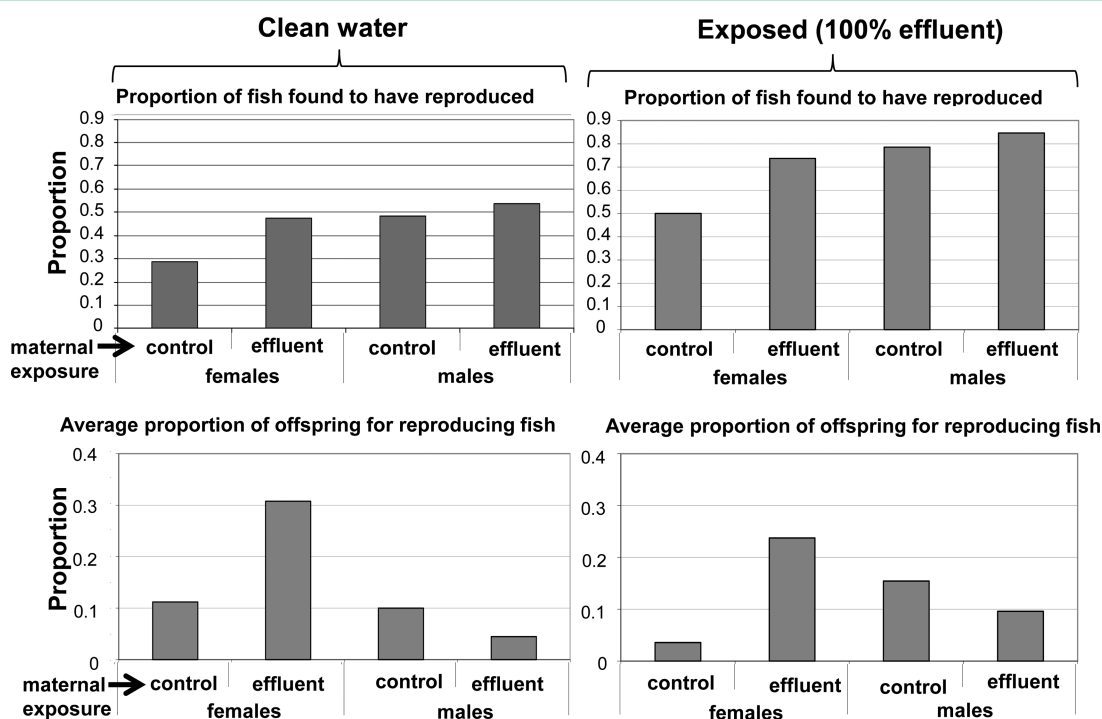 Clean water
Exposed (100% effluent)
Proportion of fish found to have reproduced
0.9
0.8
0.7
0.6
0.5
0.4
0.3
0.2
0.1
0
Proportion
maternal exposure
control effluent control effluent
females males
Proportion of fish found to have reproduced
0.9
0.8
0.7
0.6
0.5
0.4
0.3
0.2
0.1
0
control effluent control effluent
females males
Average proportion of offspring for reproducing fish
0.4
0.3
0.2
0.1
0
Proportion
maternal exposure
control effluent control effluent
females males
Average proportion of offspring for reproducing fish
0.4
0.3
0.2
0.1
0
control effluent control effluent
females males